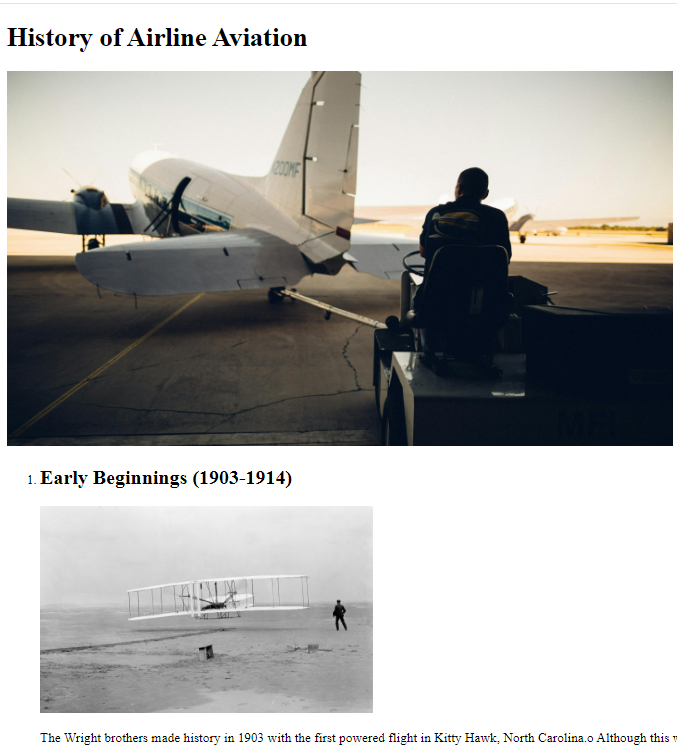 History of Airline Aviation
200MF
1. Early Beginnings (1903-1914)
The Wright brothers made history in 1903 with the first powered flight in Kitty Hawk, North Carolina.o Although this